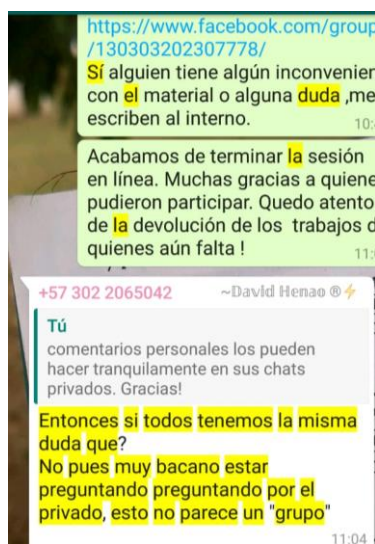 https://www.facebook.com/group
/130303202307778/
Sí alguien tiene algún inconvenien
con el material o alguna duda ,me
escriben al interno.
10:
Acabamos de terminar la sesión
en línea. Muchas gracias a quiene
pudieron participar. Quedo atento
de la devolución de los trabajos d
quienes aún falta !
11:
+57 302 2065042 ~David Henao ®⚡
Tú
comentarios personales los pueden
hacer tranquilamente en sus chats
privados. Gracias!
Entonces si todos tenemos la misma
duda que?
No pues muy bacano estar
preguntando preguntando por el
privado, esto no parece un "grupo"
11:04